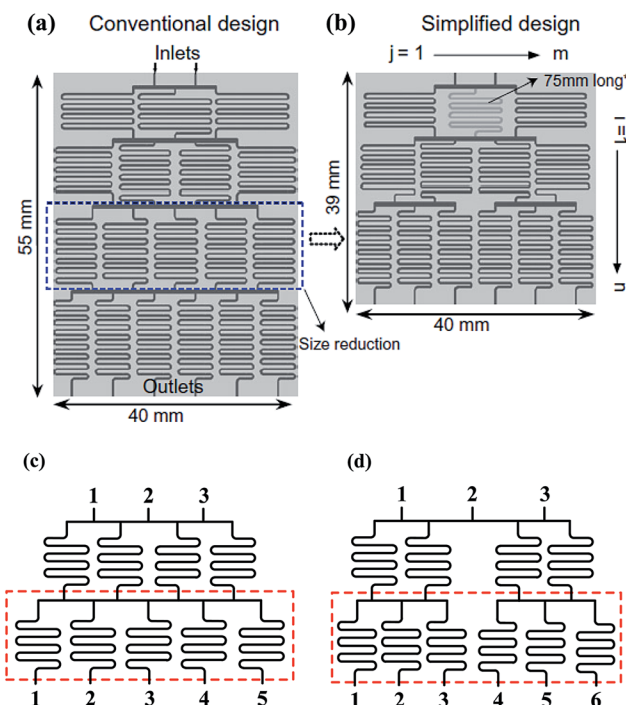 (a) Conventional design
Inlets
55 mm
Size reduction
Outlets
40 mm
(b) Simplified design
j = 1 m
75mm long*
i=1
n
39 mm
40 mm
(c)
1 2 3
1 2 3 4 5
(d)
1 2 3
1 2 3 4 5 6